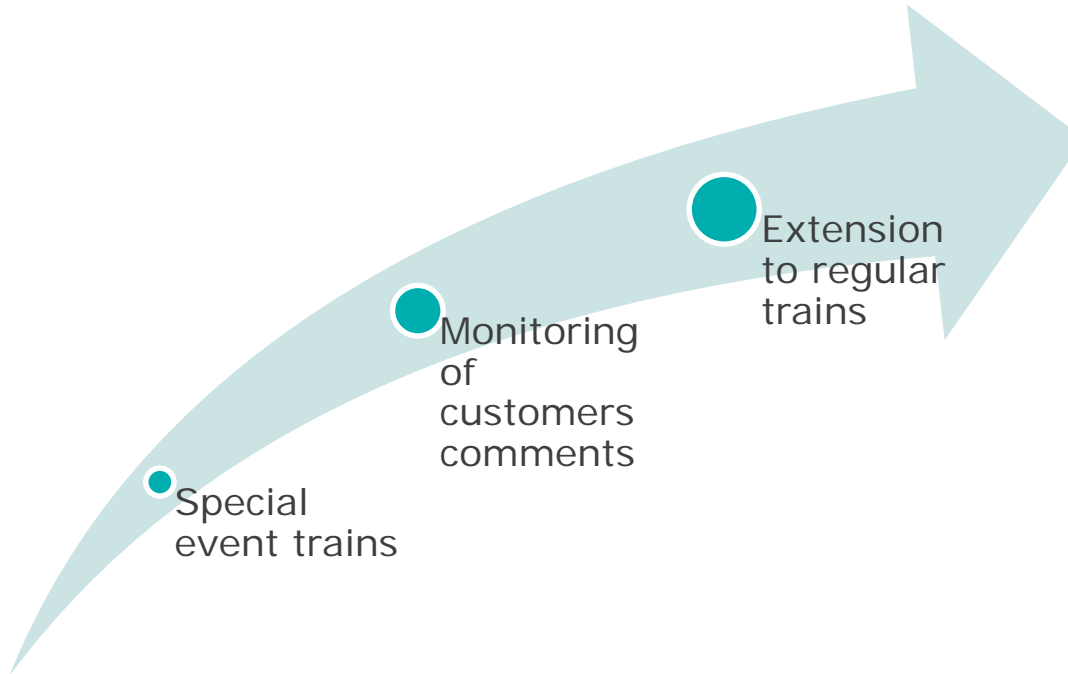 Extension
to regular
trains
Monitoring
of
customers
comments
Special
event trains